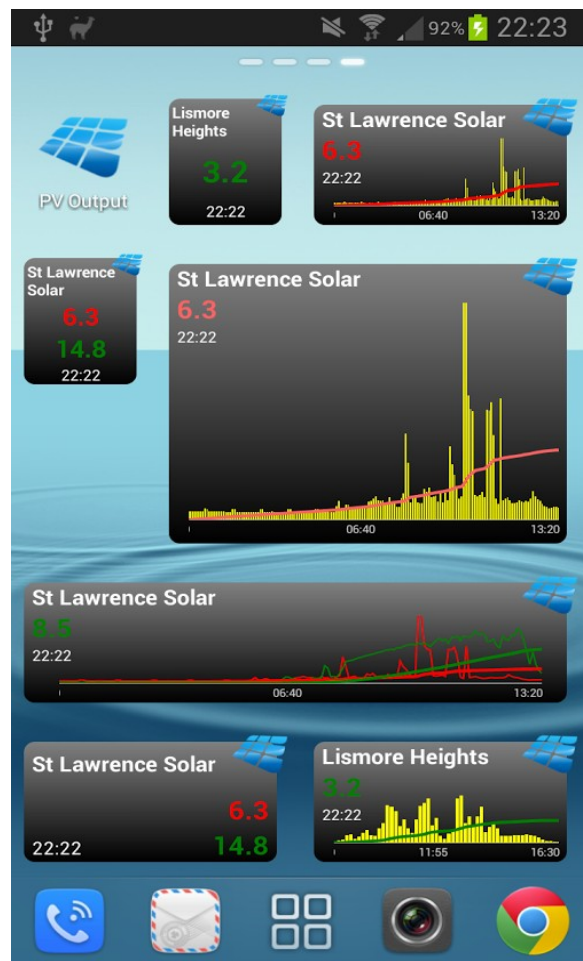 92% 22:23
PV Output
Lismore
Heights
3.2
22:22
St Lawrence Solar
6.3
22:22
06:40 13:20
St Lawrence
Solar
6.3
14.8
22:22
St Lawrence Solar
6.3
22:22
06:40 13:20
St Lawrence Solar
8.5
22:22
06:40 13:20
St Lawrence Solar
6.3
22:22 14.8
Lismore Heights
3.2
22:22
11:55 16:30